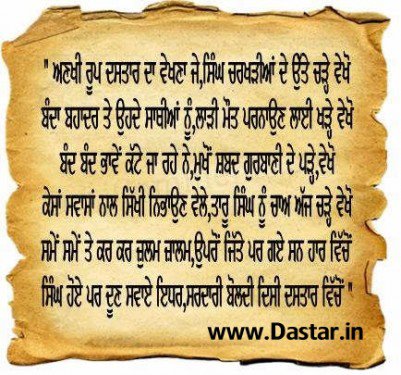 " ਅਣਖੀ ਰੂਪ ਦਸਤਾਰ ਦਾ ਵੇਖਣਾ ਜੇ,ਸਿੰਘ ਚਰਖੜੀਆਂ ਦੇ ਉੱਤੇ ਚੜ੍ਹੇ ਵੇਖੋ
ਬੰਦਾ ਬਹਾਦਰ ਤੇ ਉਹਦੇ ਸਾਥੀਆਂ ਨੂੰ,ਲਾੜੀ ਮੌਤ ਪਰਨਾਉਣ ਲਾਈ ਖੜ੍ਹੇ ਵੇਖੋ
ਬੰਦ ਬੰਦ ਭਾਵੇਂ ਕੱਟੇ ਜਾ ਰਹੇ ਨੇ,ਮੁਖੋਂ ਸ਼ਬਦ ਗੁਰਬਾਣੀ ਦੇ ਪੜ੍ਹੇ,ਵੇਖੋ
ਕੇਸਾਂ ਸਵਾਸਾਂ ਨਾਲ ਸਿੱਖੀ ਨਿਭਾਉਣ ਵੇਲੇ,ਤਾਰੂ ਸਿੰਘ ਨੂੰ ਚਾਅ ਅੱਜ ਚੜ੍ਹੇ ਵੇਖੋ
ਸਮੇਂ ਸਮੇਂ ਤੇ ਕਰ ਕਰ ਜ਼ੁਲਮ ਜ਼ਾਲਮ,ਉਪਰੋਂ ਜਿੱਤੇ ਪਰ ਗਏ ਸਨ ਹਾਰ ਵਿੱਚੋਂ
ਸਿੰਘ ਹੋਏ ਪਰ ਦੂਣ ਸਵਾਏ ਇਧਰ,ਸਰਦਾਰੀ ਬੋਲਦੀ ਦਿਸੀ ਦਸਤਾਰ ਵਿੱਚੋਂ "
www.Dastar.in